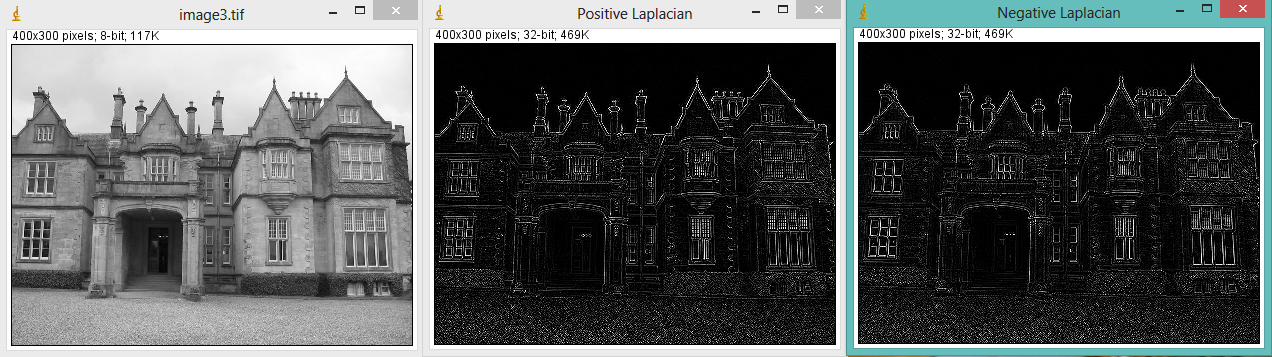 image3.tif
400x300 pixels; 8-bit; 117K
Positive Laplacian
400x300 pixels; 32-bit; 469K
Negative Laplacian
400x300 pixels; 32-bit; 469K